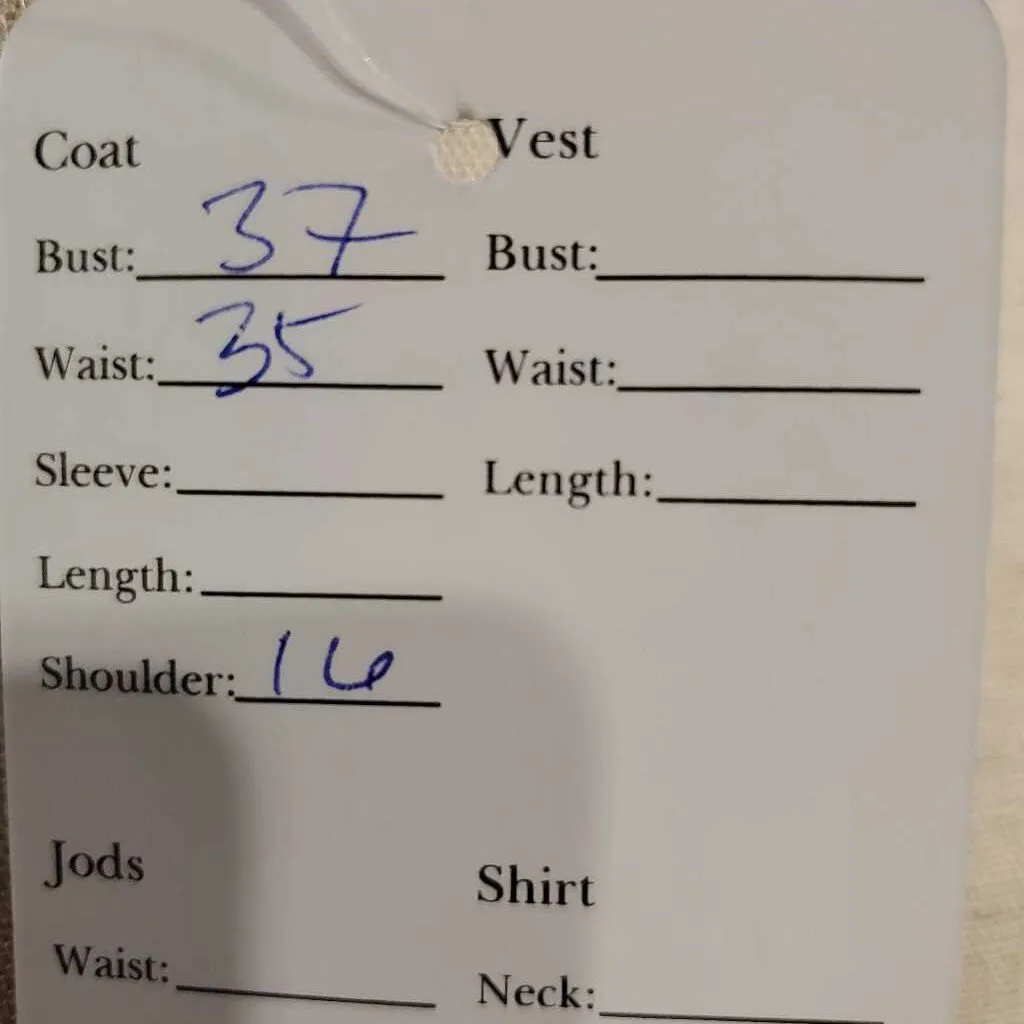 Coat
Bust: 37
Waist: 35
Sleeve:
Length:
Shoulder: 16
Vest
Bust:
Waist:
Length:
Jods
Waist:
Shirt
Neck: